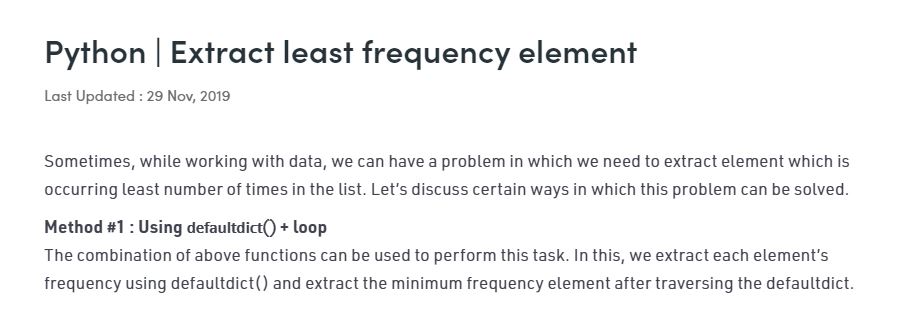 Python | Extract least frequency element
Last Updated : 29 Nov, 2019
Sometimes, while working with data, we can have a problem in which we need to extract element which is
occurring least number of times in the list. Let’s discuss certain ways in which this problem can be solved.
Method #1 : Using defaultdict() + loop
The combination of above functions can be used to perform this task. In this, we extract each element’s
frequency using defaultdict() and extract the minimum frequency element after traversing the defaultdict.